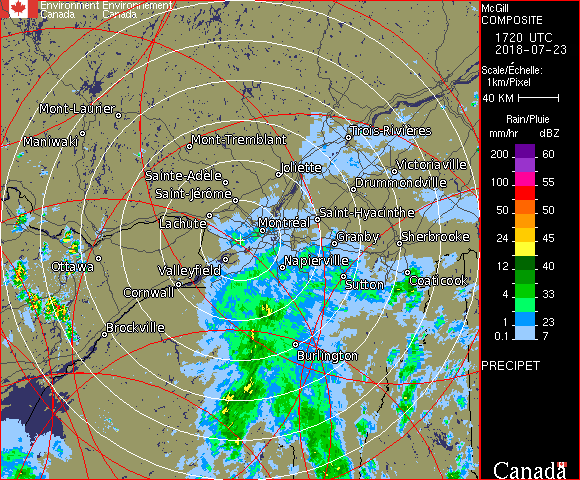 Environment Environnement
Canada Canada
McGill
COMPOSITE
1720 UTC
2018-07-23
Scale/Échelle:
1km/Pixel
40 KM
Rain/Pluie
mm/hr dBZ
200 60
100 55
50 50
24 45
12 40
4 33
1 23
0.1 7
PRECIPET
Canada
Mont-Laurier
Maniwaki
Mont-Tremblant
Trois-Rivières
Joliette
Victoriaville
Sainte-Adèle
Drummondville
Saint-Jérôme
Lachute
Montréal
Saint-Hyacinthe
Granby
Sherbrooke
Ottawa
Valleyfield
Napierville
Cornwall
Sutton
Coaticook
Brockville
Burlington